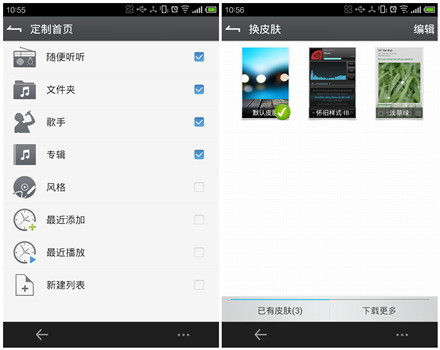 10:55
定制首页
随便听听
文件夹
歌手
专辑
风格
最近添加
最近播放
新建列表
10:56
换皮肤
编辑
默认皮肤
怀旧样式 III
浅草绿
已有皮肤(3)
下载更多